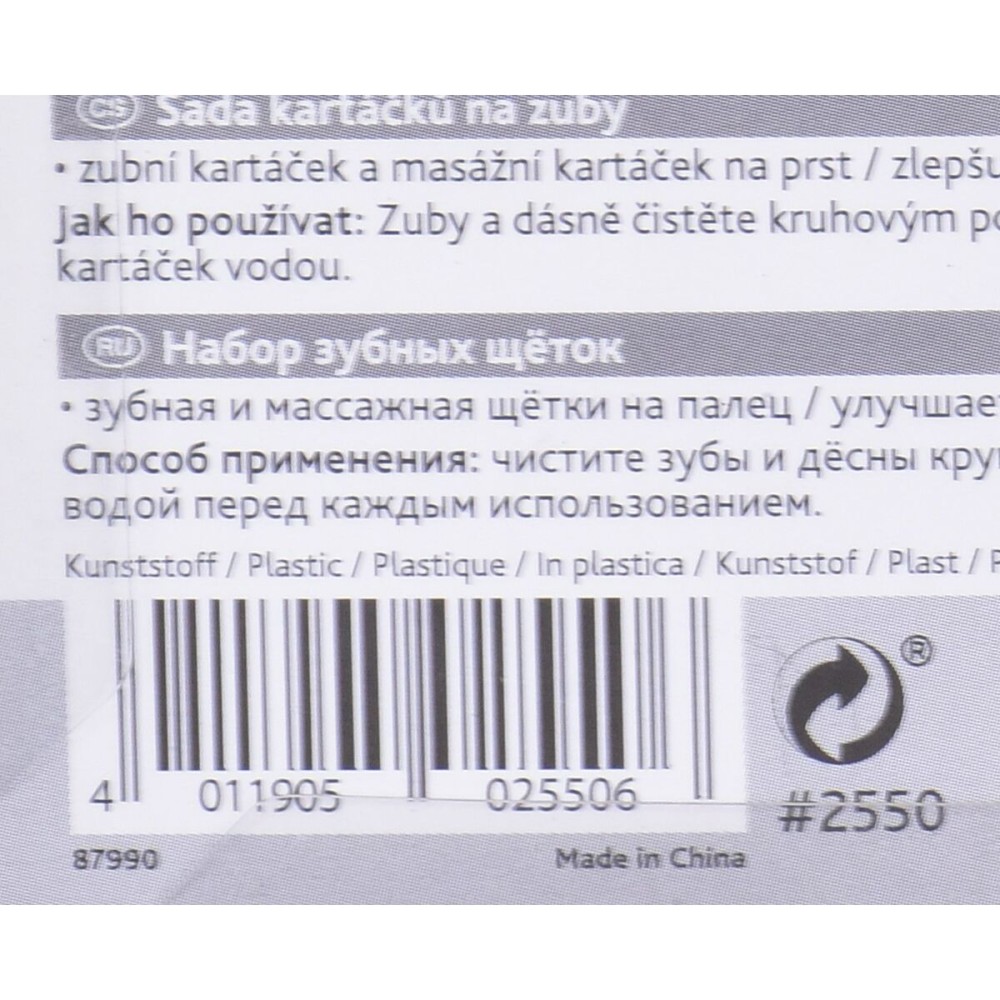 CS Sada kartáčků na zuby
• zubní kartáček a masážní kartáček na prst / zlepšu
Jak ho používat: Zuby a dásně čistěte kruhovým po
kartáček vodou.
RU Набор зубных щёток
• зубная и массажная щётки на палец / улучшает
Способ применения: чистите зубы и дёсны кру
водой перед каждым использованием.
Kunststoff / Plastic / Plastique / In plastica / Kunststof / Plast / P
®
4 011905 025506
#2550
87990
Made in China